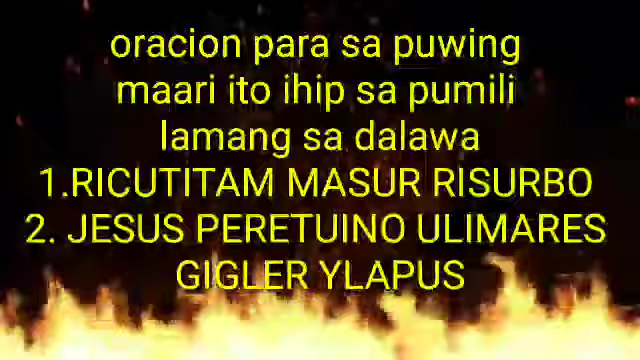 oracion para sa puwing
maari ito ihip sa pumili
lamang sa dalawa
1.RICUTITAM MASUR RISURBO
2. JESUS PERETUINO ULIMARES
GIGLER YLAPUS